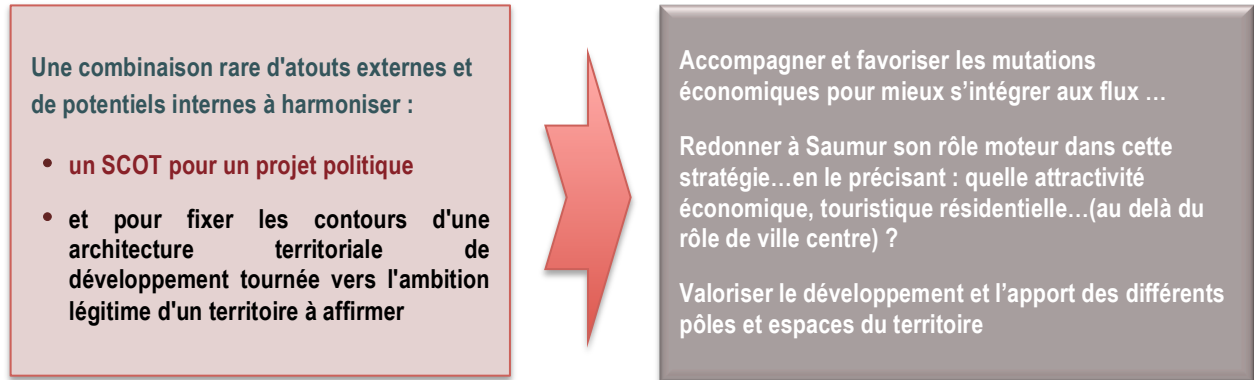 Une combinaison rare d'atouts externes et
de potentiels internes à harmoniser :
• un SCOT pour un projet politique
• et pour fixer les contours d'une
architecture territoriale de
développement tournée vers l'ambition
légitime d'un territoire à affirmer
Accompagner et favoriser les mutations
économiques pour mieux s’intégrer aux flux …
Redonner à Saumur son rôle moteur dans cette
stratégie…en le précisant : quelle attractivité
économique, touristique résidentielle…(au delà du
rôle de ville centre) ?
Valoriser le développement et l’apport des différents
pôles et espaces du territoire